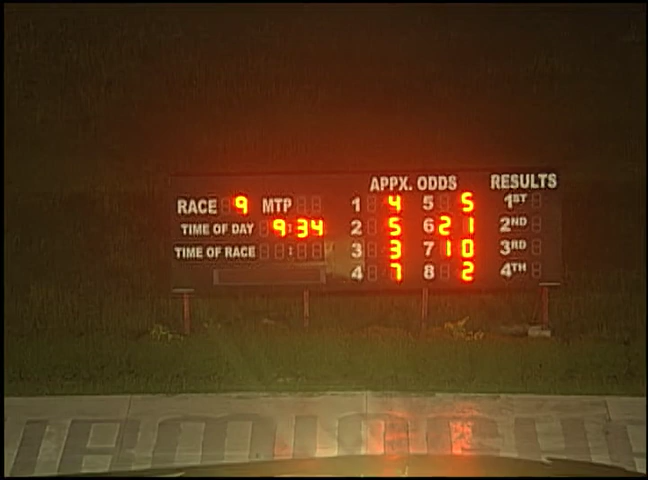 APPX. ODDS RESULTS
RACE 9 MTP 1 4 5 5 1ST
TIME OF DAY 9:34 2 5 6 21 2ND
TIME OF RACE : 3 3 7 10 3RD
4 7 8 2 4TH